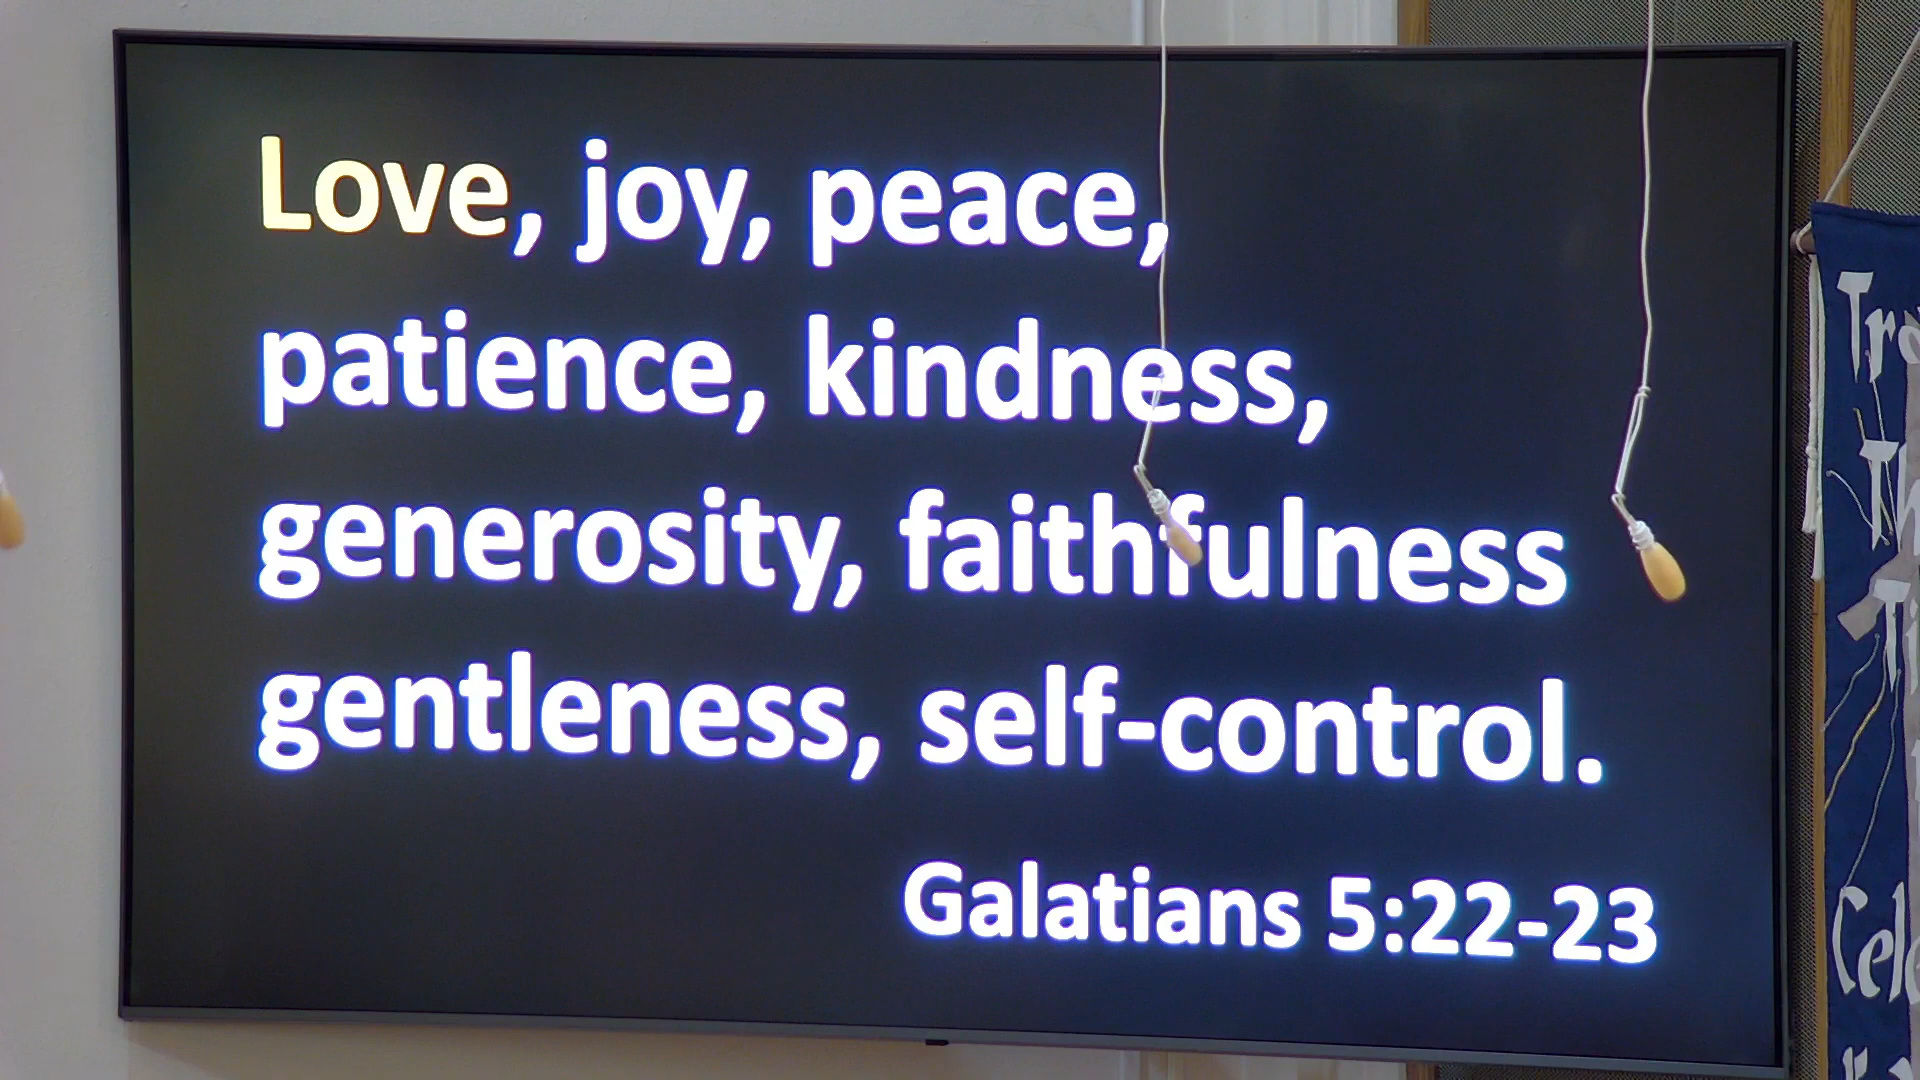 Love, joy, peace,
patience, kindness,
generosity, faithfulness
gentleness, self-control.
Galatians 5:22-23